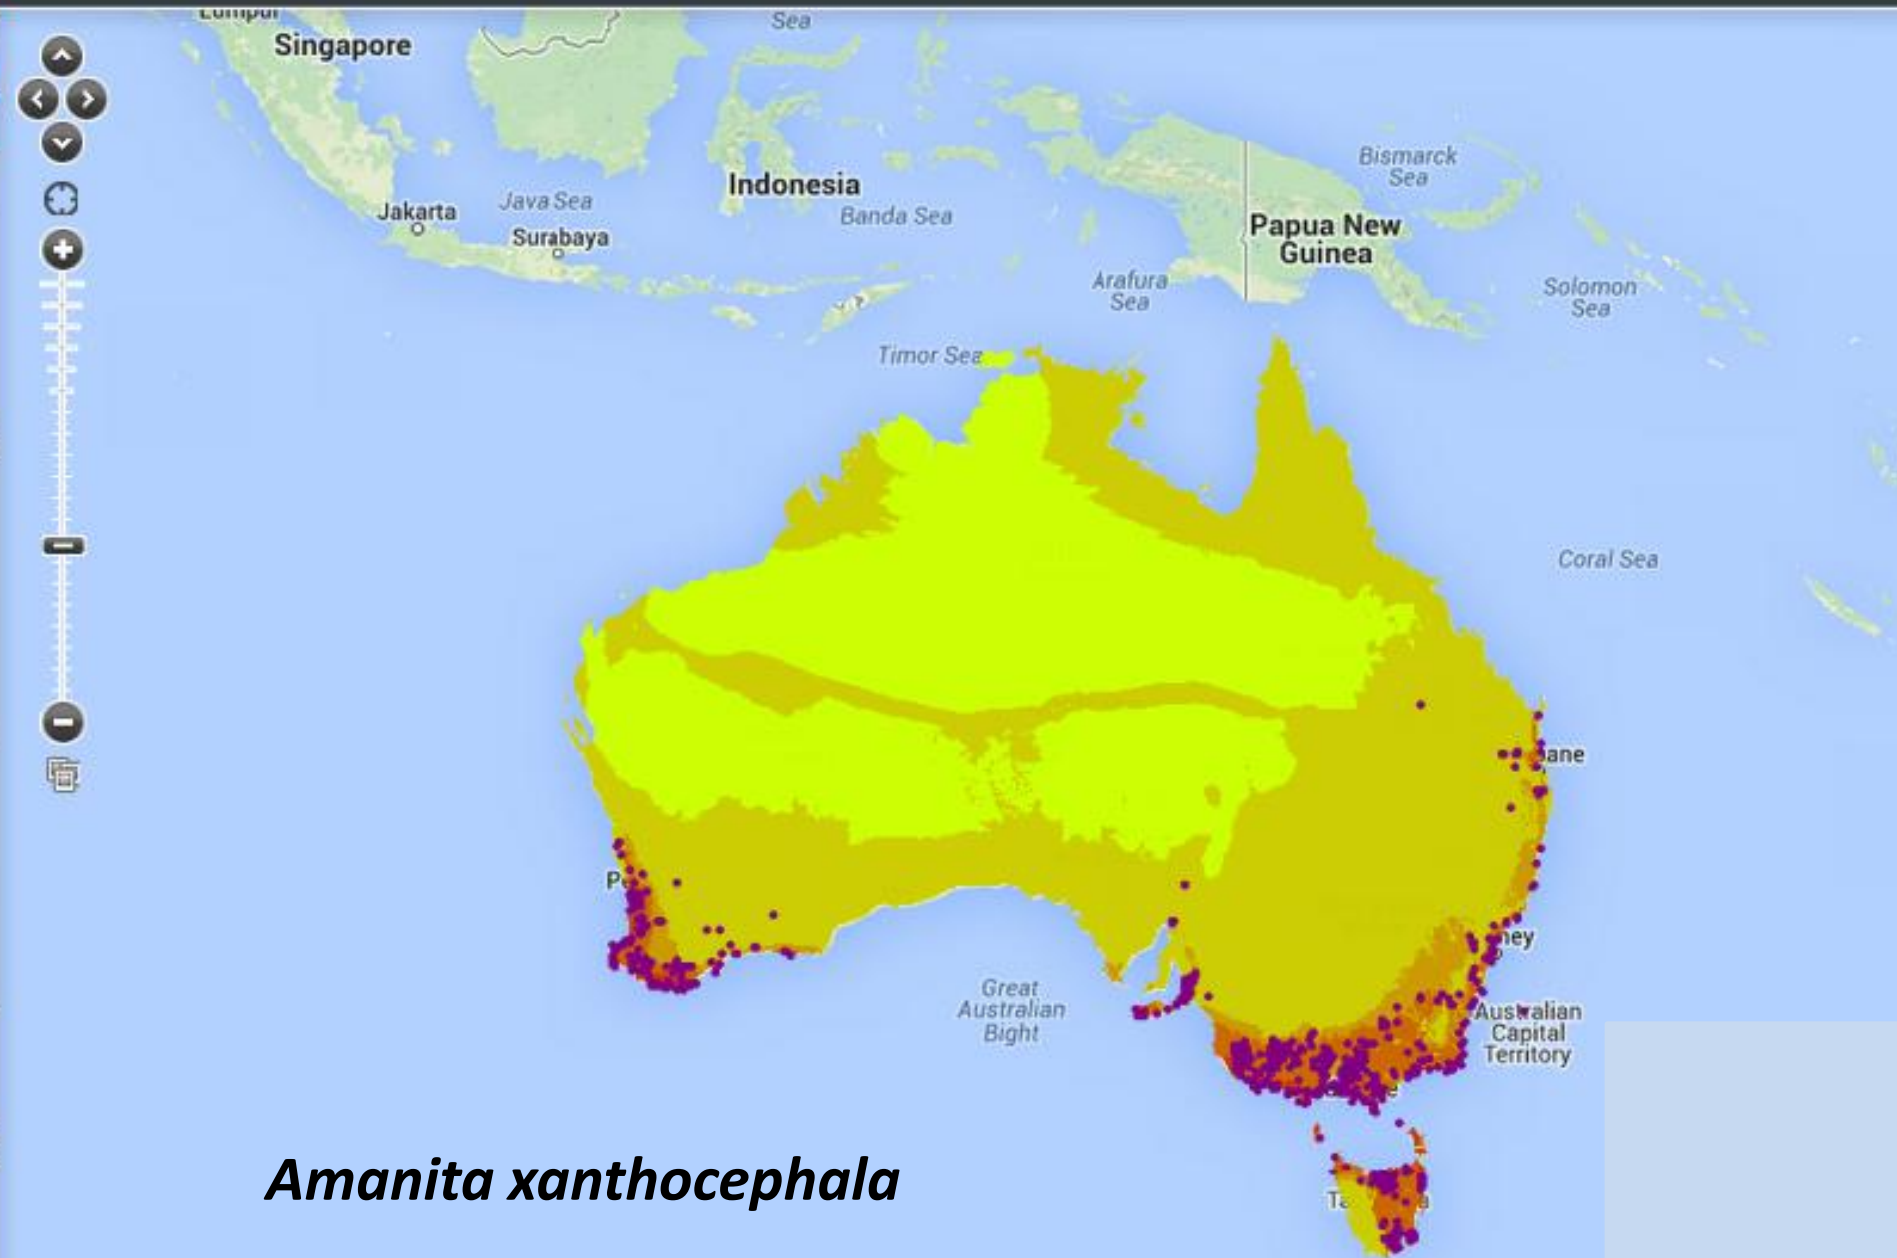 Singapore
Sea
Bismarck
Sea
Indonesia
Java Sea
Jakarta
Banda Sea
Surabaya
Papua New
Guinea
Arafura
Sea
Solomon
Sea
Timor Sea
Coral Sea
ane
P
ney
Great
Australian
Bight
Australian
Capital
Territory
Amanita xanthocephala